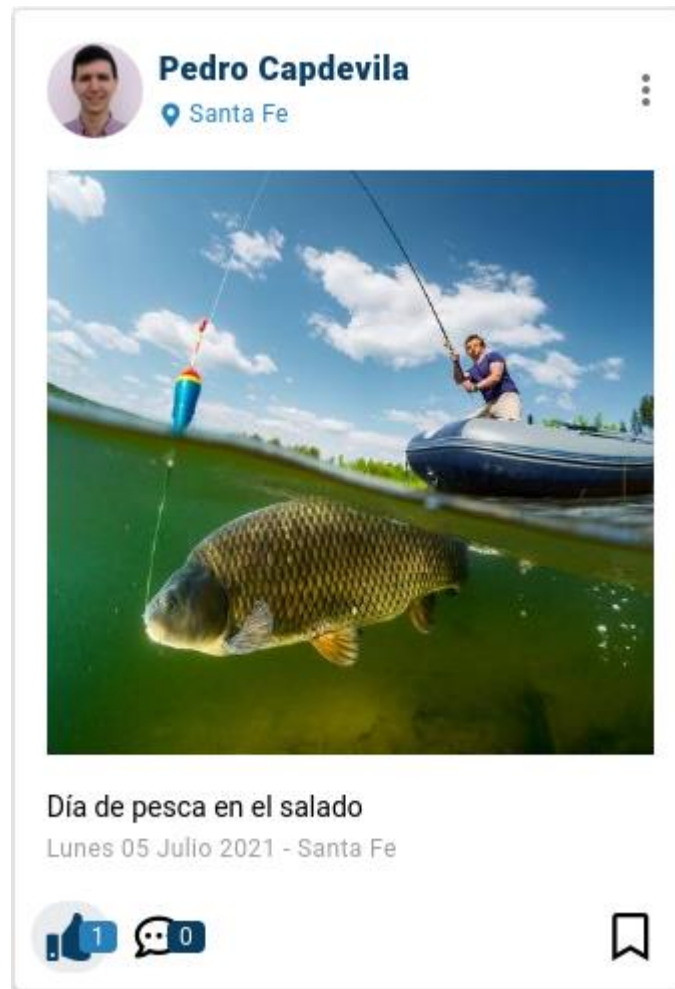 Pedro Capdevila
Santa Fe
Día de pesca en el salado
Lunes 05 Julio 2021 - Santa Fe
1
0